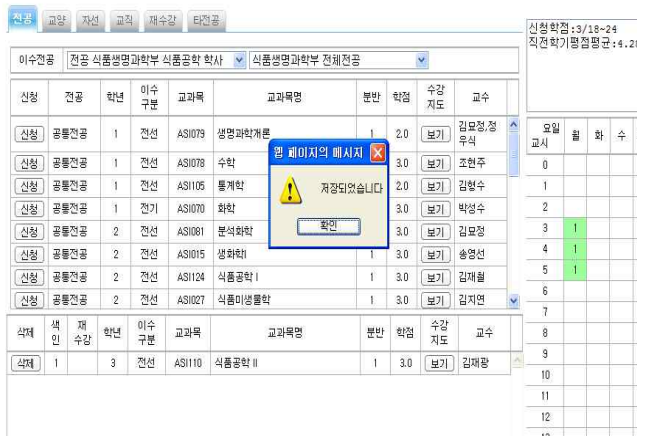 전공 교양 자선 교직 재수강 타전공
신청학점:3/18~24
직전학기평점평균:4.28
이수전공 전공 식품생명과학부 식품공학 학사 식품생명과학부 전체전공
신청 전공 학년 이수구분 교과목 교과목명 분반 학점 수강지도 교수
신청 공통전공 1 전선 ASI079 생명과학개론 1 2.0 보기 김묘정,정우식
신청 공통전공 1 전선 ASI078 수학 3.0 보기 조현주
신청 공통전공 1 전선 ASI105 통계학 2.0 보기 김형수
신청 공통전공 1 전기 ASI070 화학 3.0 보기 박성수
신청 공통전공 2 전선 ASI081 분석화학 3.0 보기 김묘정
신청 공통전공 2 전선 ASI015 생화학I 1 3.0 보기 송영선
신청 공통전공 2 전선 ASI124 식품공학 I 1 3.0 보기 김재철
신청 공통전공 2 전선 ASI027 식품미생물학 1 3.0 보기 김지연
웹 페이지의 메시지
저장되었습니다
확인
삭제 색인 재수강 학년 이수구분 교과목 교과목명 분반 학점 수강지도 교수
삭제 1 3 전선 ASI110 식품공학 II 1 3.0 보기 김재광
요일 교시 월 화 수
0
1
2
3 1
4 1
5 1
6
7
8
9
10
11
12